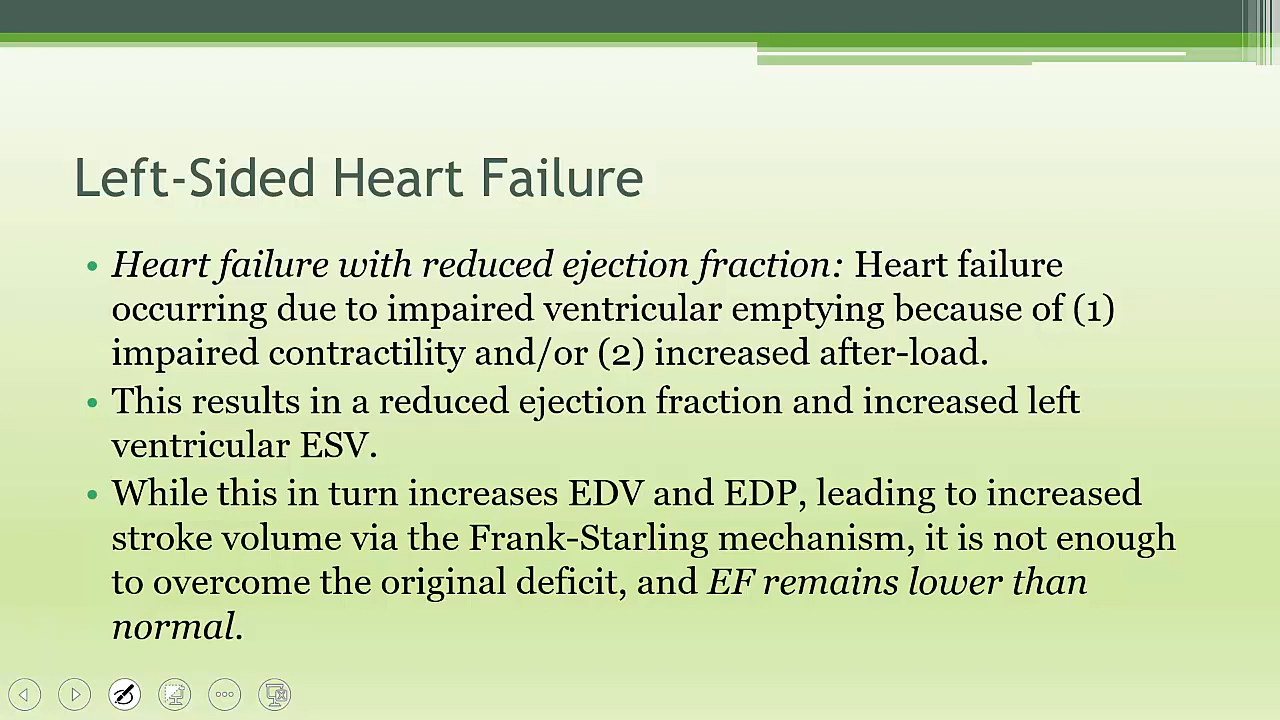 Left-Sided Heart Failure
• Heart failure with reduced ejection fraction: Heart failure
occurring due to impaired ventricular emptying because of (1)
impaired contractility and/or (2) increased after-load.
• This results in a reduced ejection fraction and increased left
ventricular ESV.
• While this in turn increases EDV and EDP, leading to increased
stroke volume via the Frank-Starling mechanism, it is not enough
to overcome the original deficit, and EF remains lower than
normal.